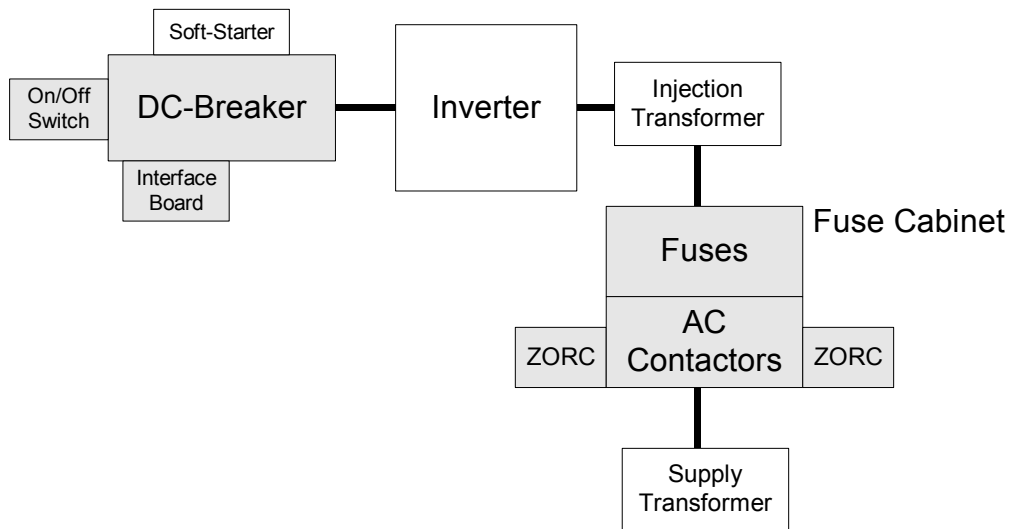 Soft-Starter
On/Off
Switch
DC-Breaker
Interface
Board
Inverter
Injection
Transformer
Fuse Cabinet
Fuses
AC
Contactors
ZORC
ZORC
Supply
Transformer